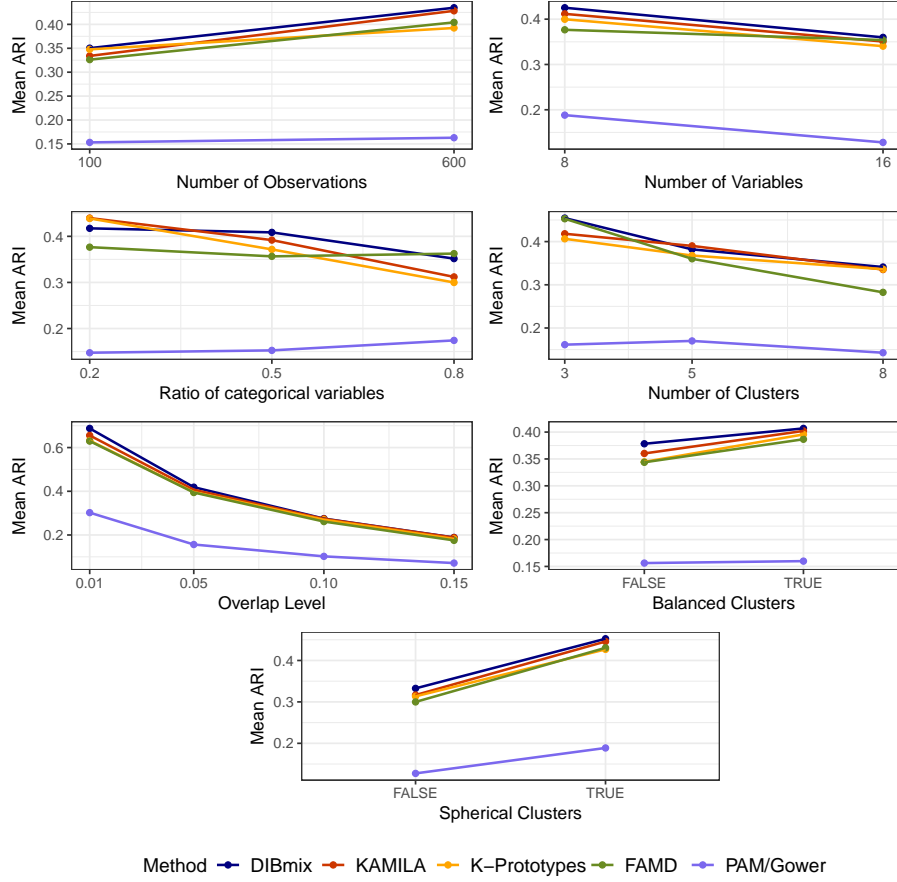 Mean ARI
0.40
0.35
0.30
0.25
0.20
0.15
100
600
Number of Observations
Mean ARI
0.4
0.3
0.2
8
16
Number of Variables
Mean ARI
0.4
0.3
0.2
0.2
0.5
0.8
Ratio of categorical variables
Mean ARI
0.4
0.3
0.2
3
5
8
Number of Clusters
Mean ARI
0.6
0.4
0.2
0.01
0.05
0.10
0.15
Overlap Level
Mean ARI
0.40
0.35
0.30
0.25
0.20
0.15
FALSE
TRUE
Balanced Clusters
Mean ARI
0.4
0.3
0.2
FALSE
TRUE
Spherical Clusters
Method DIBmix KAMILA K−Prototypes FAMD PAM/Gower